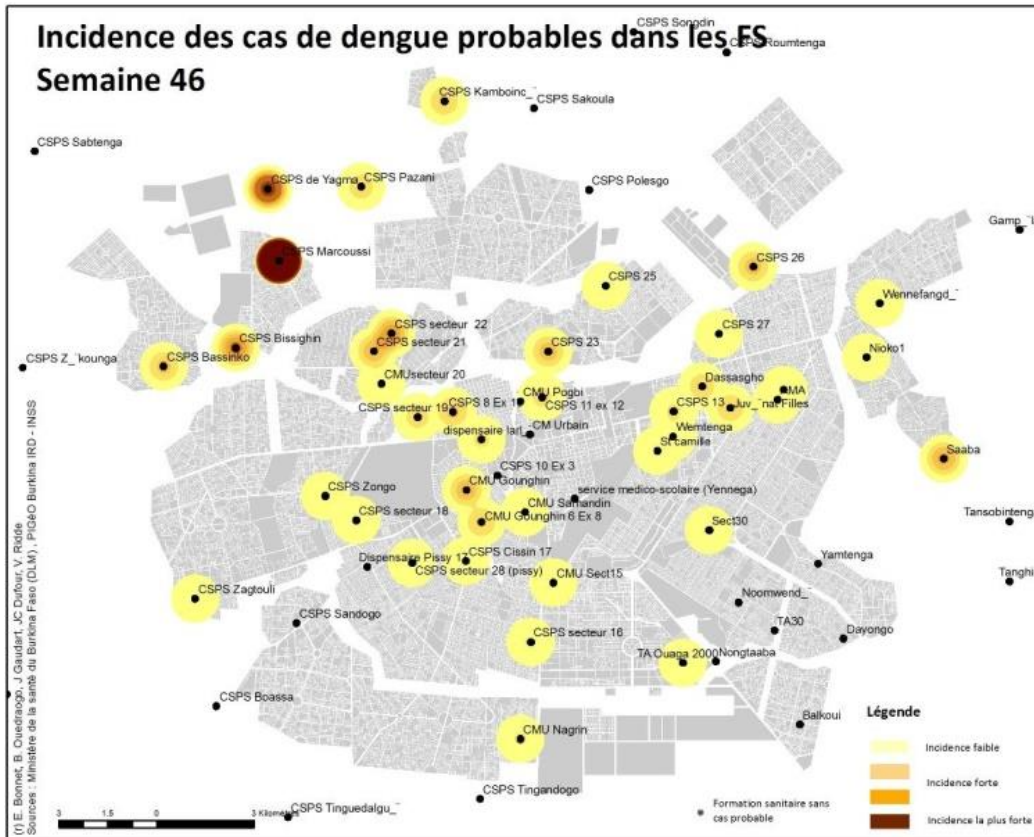 Incidence des cas de dengue probables dans les FS
Semaine 46
CSPS Songdin
CSPS Roumtenga
CSPS Kamboinc_¨
CSPS Sakoula
CSPS Sabtenga
CSPS de Yagma
CSPS Pazani
CSPS Polesgo
CSPS Marcoussi
CSPS 26
CSPS 25
Wennefangd_¨
CSPS secteur 22
CSPS 27
CSPS Bissighin
CSPS secteur 21
CSPS 23
Nioko1
CSPS Z_¨kounga
CSPS Bassinko
CMUsecteur 20
Dassasgho
CMU Pogbi
CSPS secteur 19
CSPS 8 Ex 1
CSPS 11 ex 12
CSPS 13
Juv_¨nat Filles
CM Urbain
Wemtenga
St camille
Saaba
CSPS 10 Ex 3
CMU Gounghin
service medico-scolaire (Yennega)
CSPS Zongo
CMU Samandin
CSPS secteur 18
CMU Gounghin 6 Ex 8
Sect30
Tansobinteng
Dispensaire Pissy 17
CSPS Cissin 17
CSPS secteur 28 (pissy)
CMU Sect15
Yamtenga
Tanghi
CSPS Zagtouli
Noomwend_¨
CSPS Sandogo
CSPS secteur 16
TA30
Dayongo
TA Ouaga 2000
Nongtaaba
CSPS Boassa
Balkoui
CMU Nagrin
CSPS Tingandogo
CSPS Tinguedalgu_¨
Légende
Incidence faible
Incidence forte
Incidence la plus forte
Formation sanitaire sans
cas probable
3 1.5 0 3 Kilomètres
(r) E. Bonnet, B. Ouedraogo, J Gaudart, JC Dufour, V. Ridde
Sources : Ministère de la santé du Burkina Faso (DLM) , PIGéO Burkina IRD - INSS